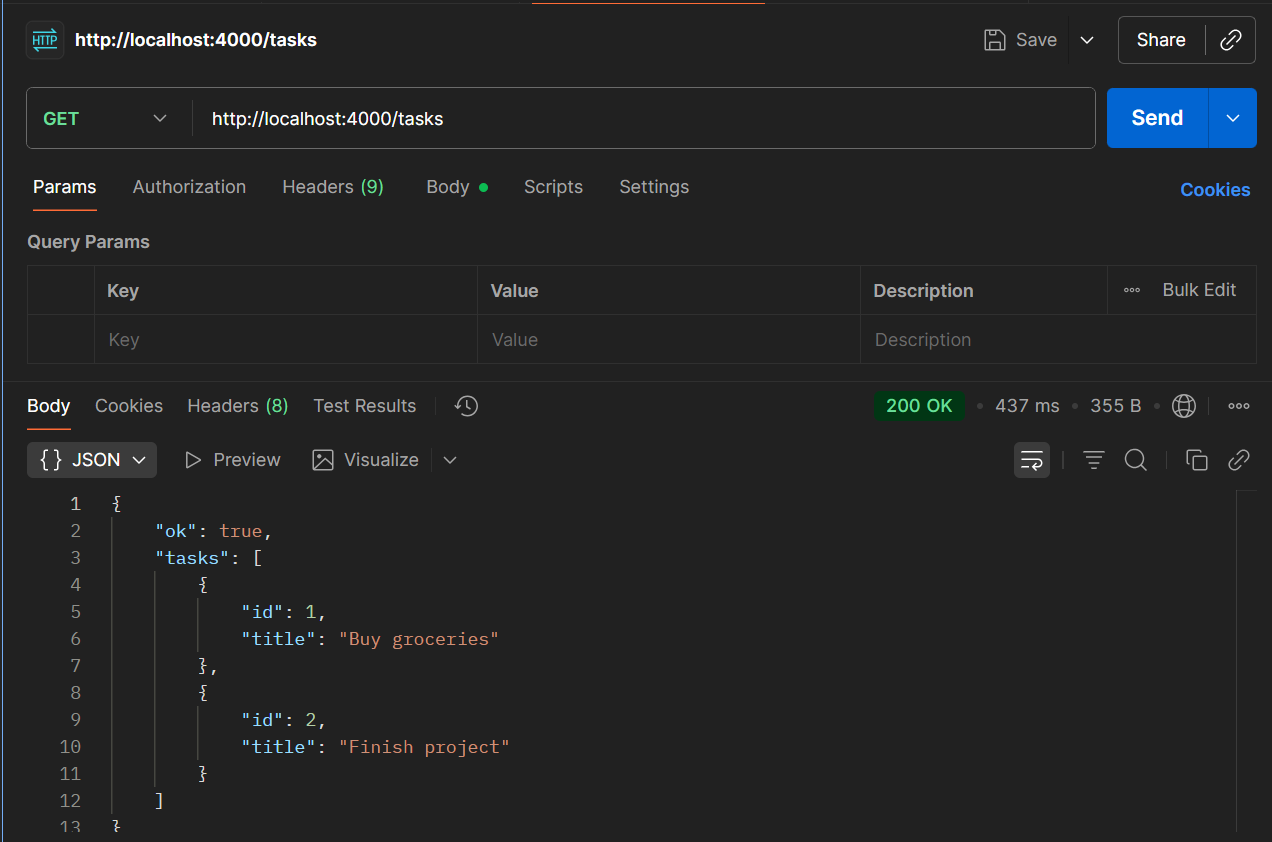 HTTP http://localhost:4000/tasks Save Share
GET http://localhost:4000/tasks Send
Params Authorization Headers (9) Body Scripts Settings Cookies
Query Params
Key Value Description Bulk Edit
Key Value Description
Body Cookies Headers (8) Test Results 200 OK 437 ms 355 B
{} JSON Preview Visualize
1 {
2 "ok": true,
3 "tasks": [
4 {
5 "id": 1,
6 "title": "Buy groceries"
7 },
8 {
9 "id": 2,
10 "title": "Finish project"
11 }
12 ]
13 }